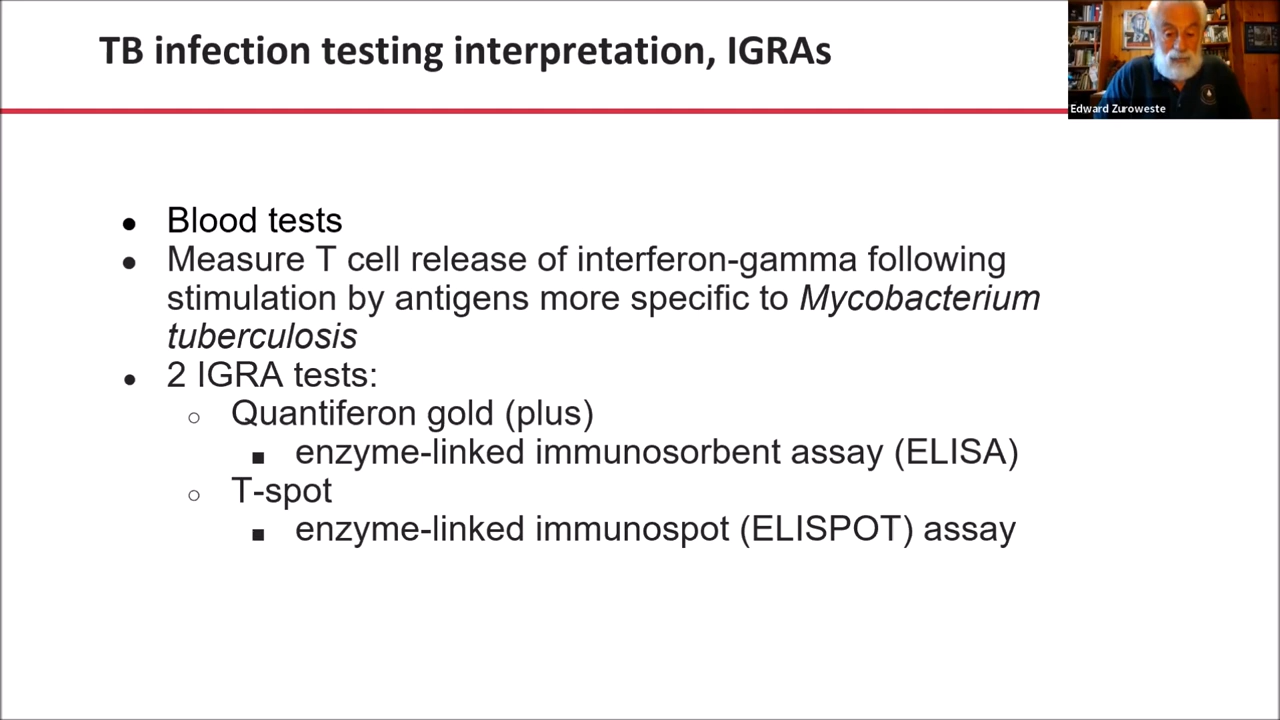 TB infection testing interpretation, IGRAs
Edward Zuroweste
● Blood tests
● Measure T cell release of interferon-gamma following
stimulation by antigens more specific to Mycobacterium
tuberculosis
● 2 IGRA tests:
○ Quantiferon gold (plus)
■ enzyme-linked immunosorbent assay (ELISA)
○ T-spot
■ enzyme-linked immunospot (ELISPOT) assay